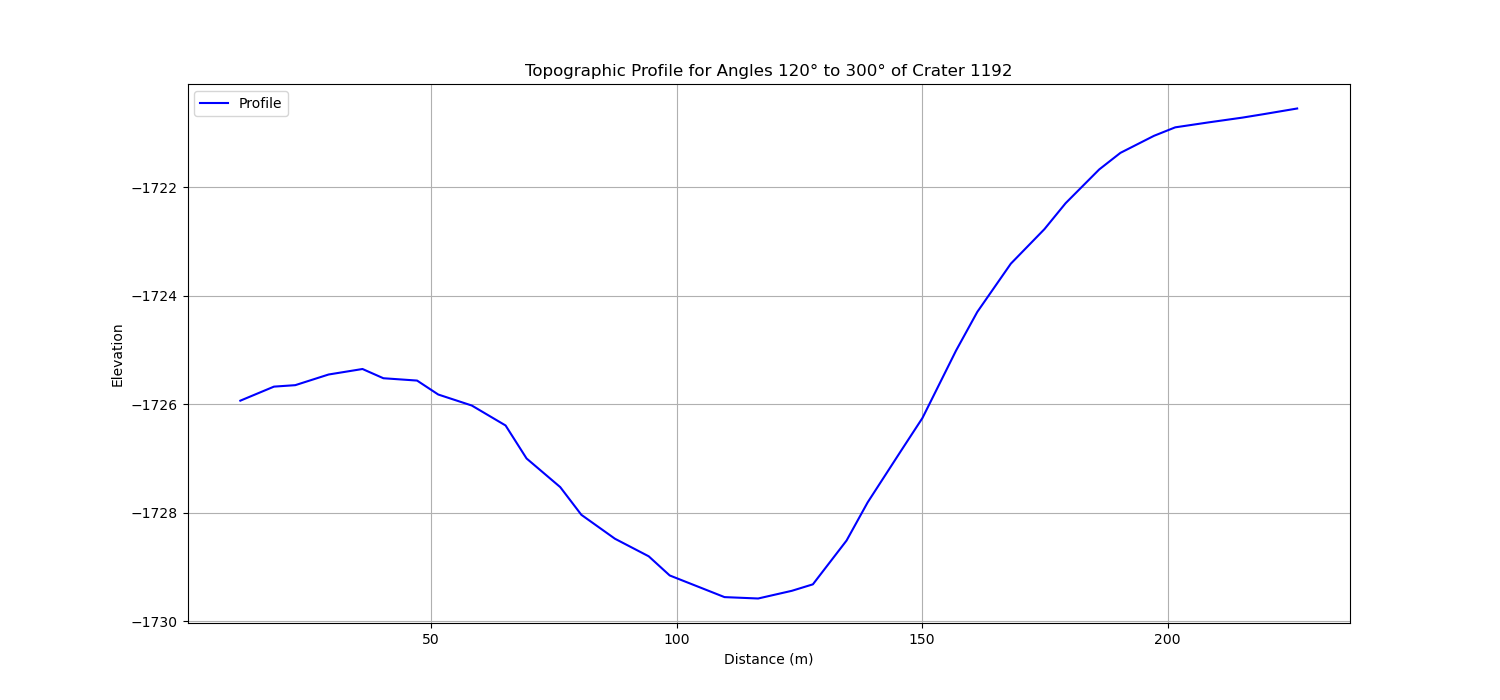 Topographic Profile for Angles 120° to 300° of Crater 1192
Profile
Elevation
−1722
−1724
−1726
−1728
−1730
50
100
150
200
Distance (m)